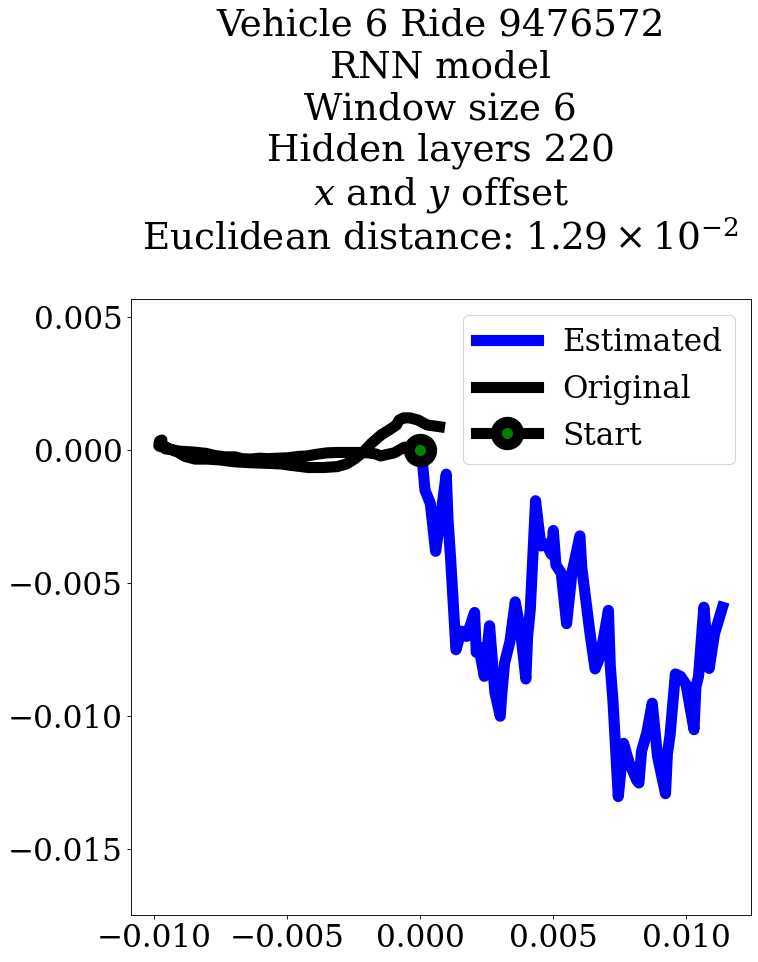 Vehicle 6 Ride 9476572
RNN model
Window size 6
Hidden layers 220
x and y offset
Euclidean distance: 1.29 × 10⁻²
Estimated
Original
Start
0.005
0.000
−0.005
−0.010
−0.015
−0.010 −0.005 0.000 0.005 0.010